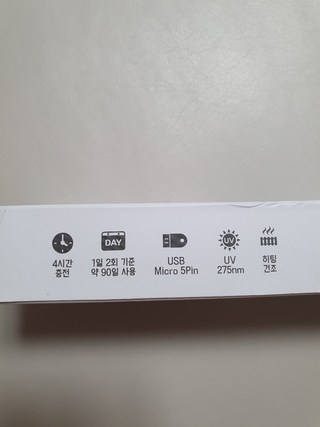 DAY
UV
4시간
충전
1일 2회 기준
약 90일 사용
USB
Micro 5Pin
UV
275nm
히팅
건조